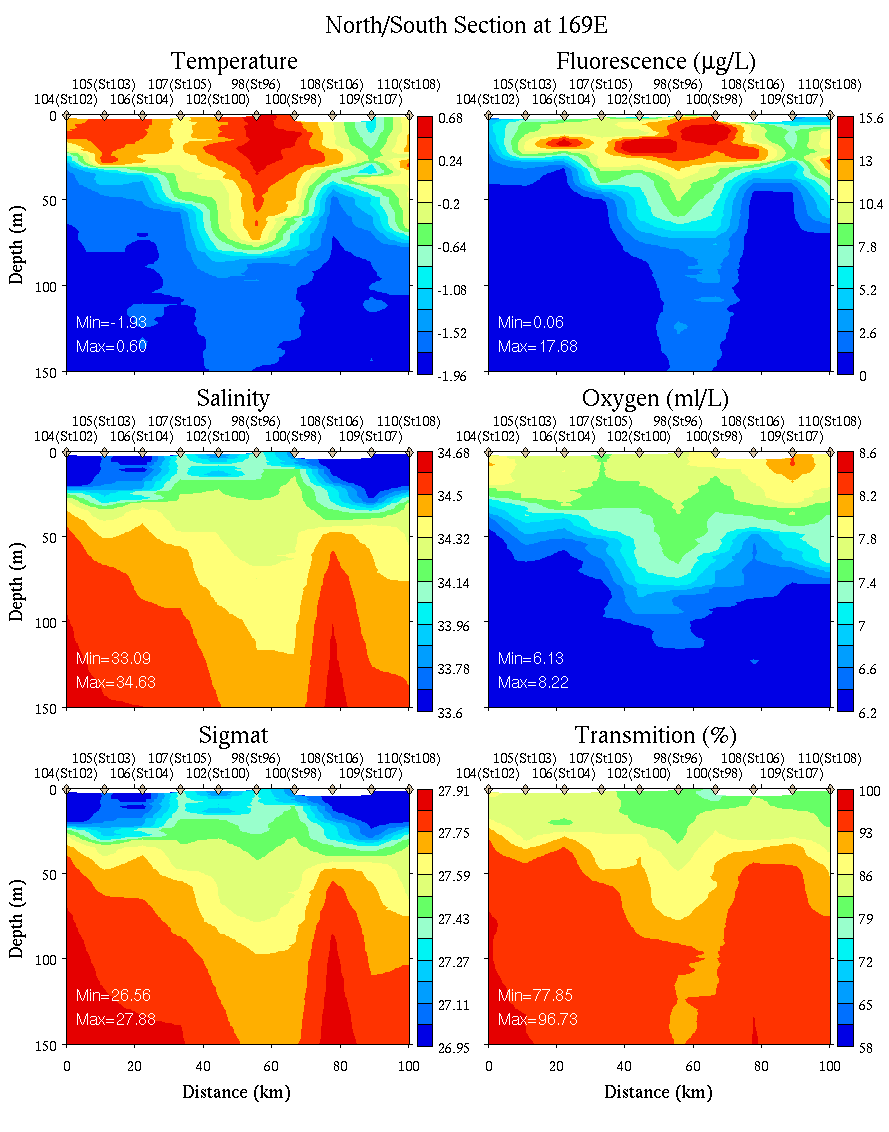 North/South Section at 169E
Temperature
Fluorescence (μg/L)
105(St103) 107(St105) 98(St96) 108(St106) 110(St108)
104(St102) 106(St104) 102(St100) 100(St98) 109(St107)
105(St103) 107(St105) 98(St96) 108(St106) 110(St108)
104(St102) 106(St104) 102(St100) 100(St98) 109(St107)
Depth (m)
0
50
100
150
Min=-1.93
Max=0.60
0.68
0.24
-0.2
-0.64
-1.08
-1.52
-1.96
Min=0.06
Max=17.68
15.6
13
10.4
7.8
5.2
2.6
0
Salinity
Oxygen (ml/L)
105(St103) 107(St105) 98(St96) 108(St106) 110(St108)
104(St102) 106(St104) 102(St100) 100(St98) 109(St107)
105(St103) 107(St105) 98(St96) 108(St106) 110(St108)
104(St102) 106(St104) 102(St100) 100(St98) 109(St107)
Depth (m)
0
50
100
150
Min=33.09
Max=34.63
34.68
34.5
34.32
34.14
33.96
33.78
33.6
Min=6.13
Max=8.22
8.6
8.2
7.8
7.4
7
6.6
6.2
Sigmat
Transmition (%)
105(St103) 107(St105) 98(St96) 108(St106) 110(St108)
104(St102) 106(St104) 102(St100) 100(St98) 109(St107)
105(St103) 107(St105) 98(St96) 108(St106) 110(St108)
104(St102) 106(St104) 102(St100) 100(St98) 109(St107)
Depth (m)
0
50
100
150
Min=26.56
Max=27.88
27.91
27.75
27.59
27.43
27.27
27.11
26.95
Min=77.85
Max=96.73
100
93
86
79
72
65
58
0 20 40 60 80 100
0 20 40 60 80 100
Distance (km)
Distance (km)